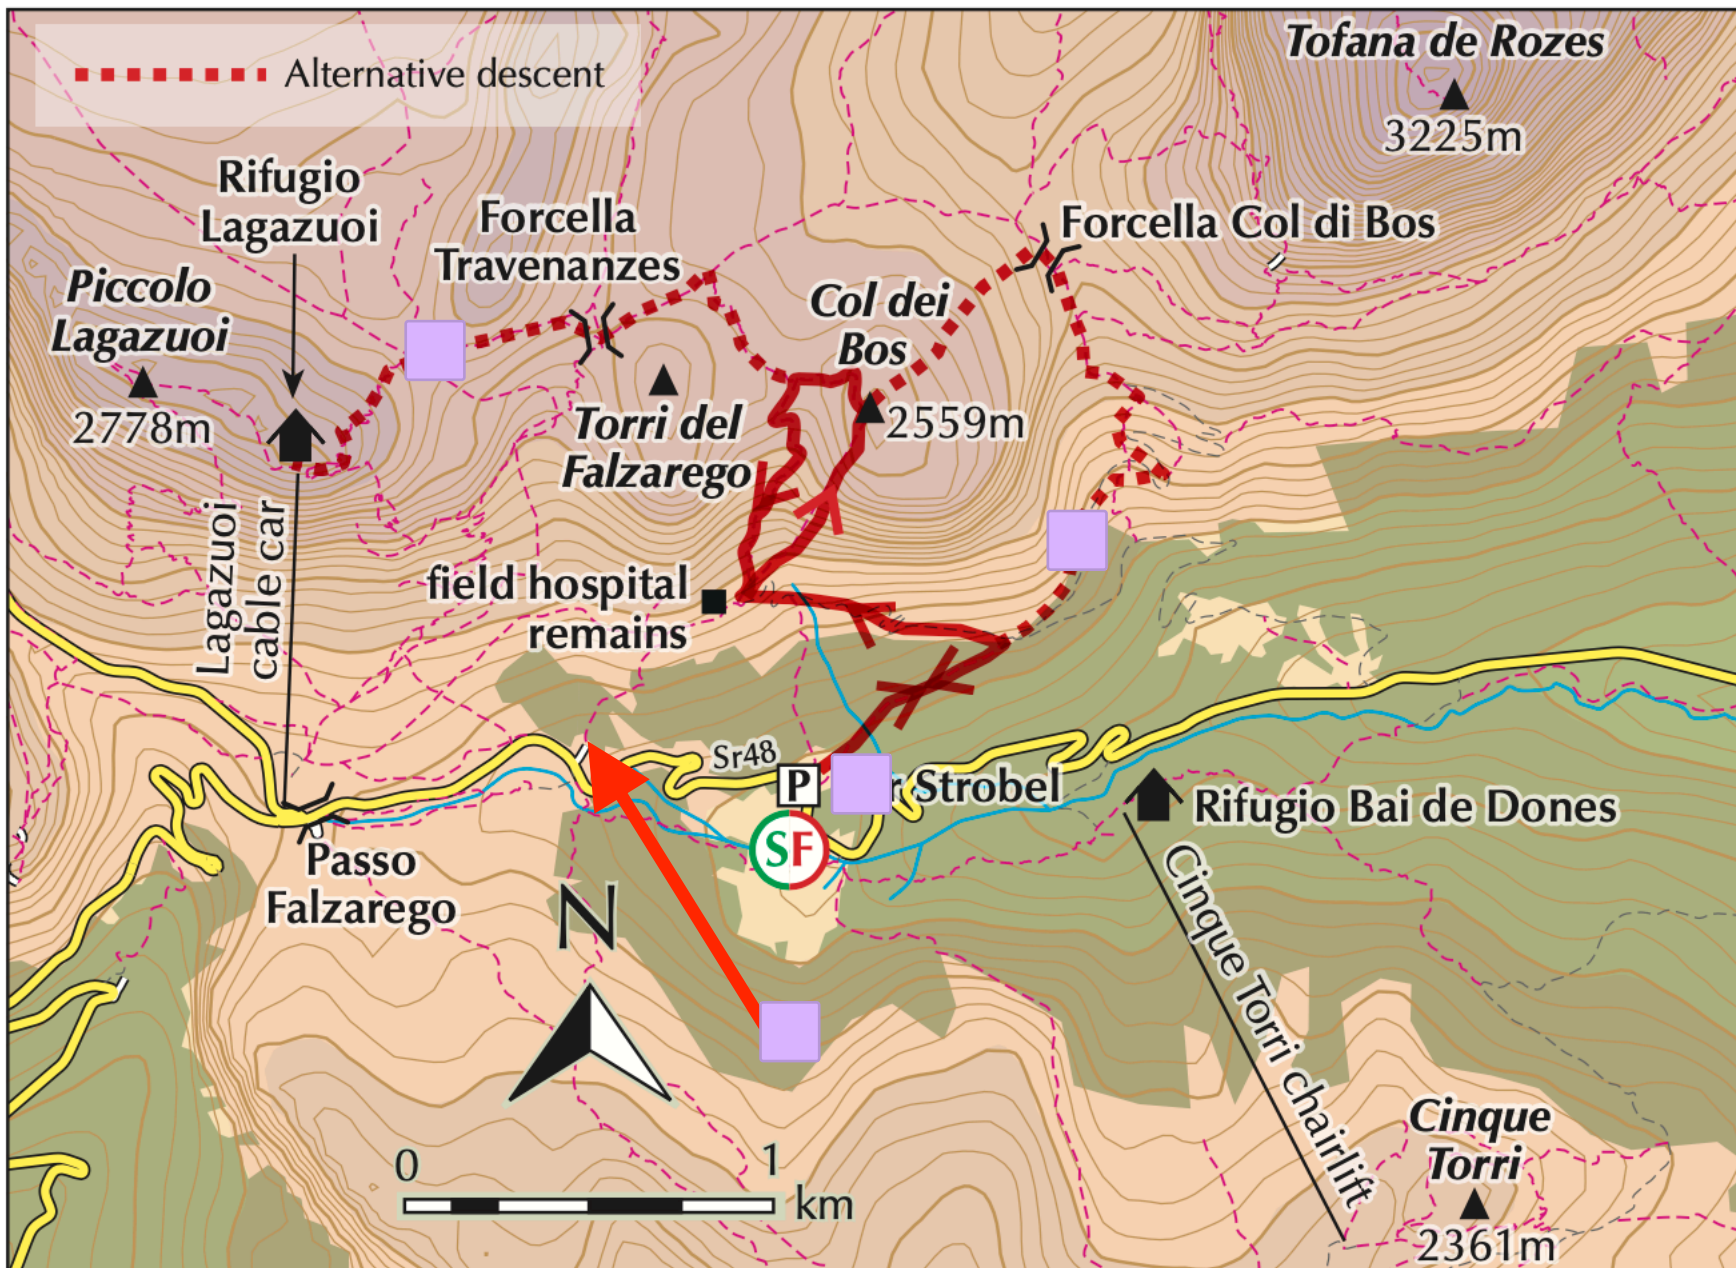 Alternative descent
Tofana de Rozes
3225m
Rifugio
Lagazuoi
Forcella
Travenanzes
Forcella Col di Bos
Piccolo
Lagazuoi
2778m
Col dei
Bos
2559m
Torri del
Falzarego
Lagazuoi
cable car
field hospital
remains
Sr48
P
Strobel
SF
Rifugio Bai de Dones
Passo
Falzarego
N
Cinque Torri chairlift
Cinque
Torri
2361m
0 1
km